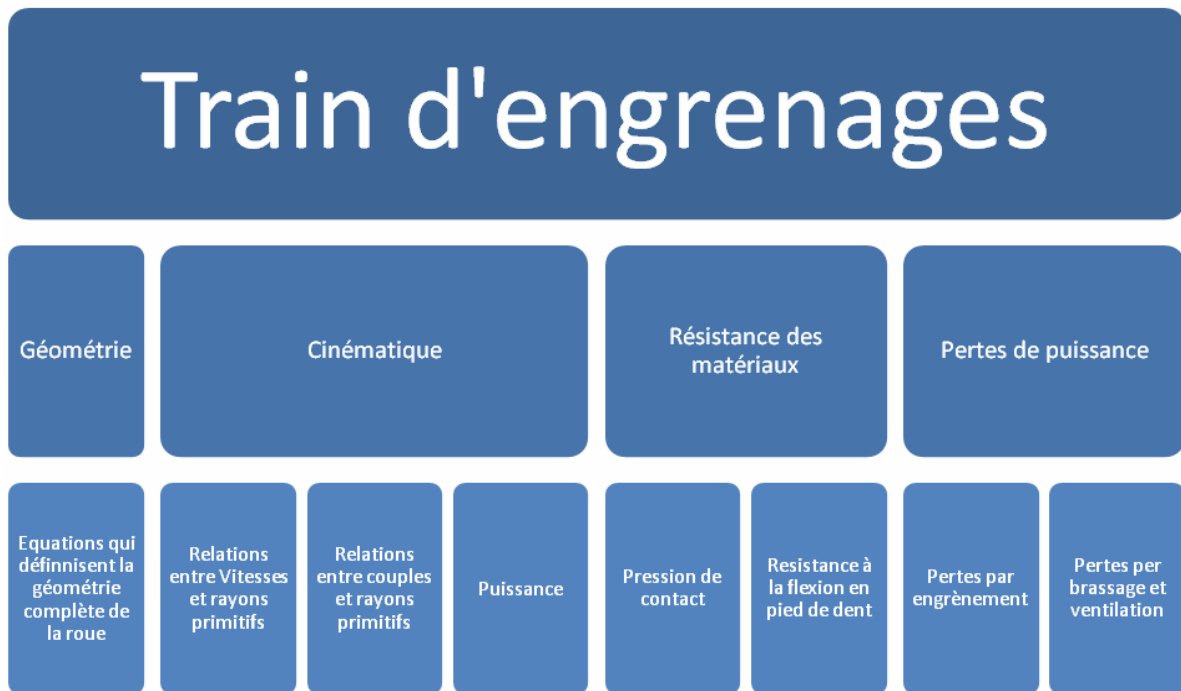 Train d'engrenages
Géométrie
Cinématique
Résistance des
matériaux
Pertes de puissance
Equations qui
définnisent la
géométrie
complète de
la roue
Relations
entre Vitesses
et rayons
primitifs
Relations
entre couples
et rayons
primitifs
Puissance
Pression de
contact
Resistance à
la flexion en
pied de dent
Pertes par
engrènement
Pertes per
brassage et
ventilation